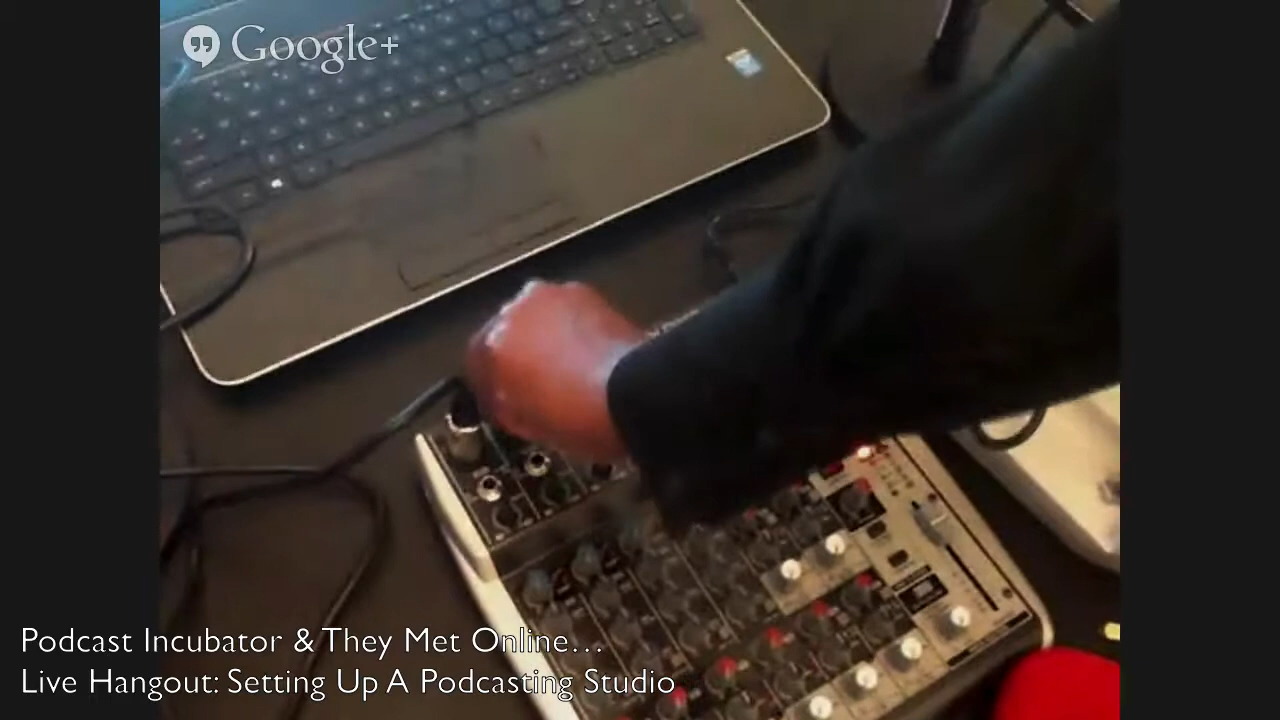 Google+
Podcast Incubator & They Met Online...
Live Hangout: Setting Up A Podcasting Studio